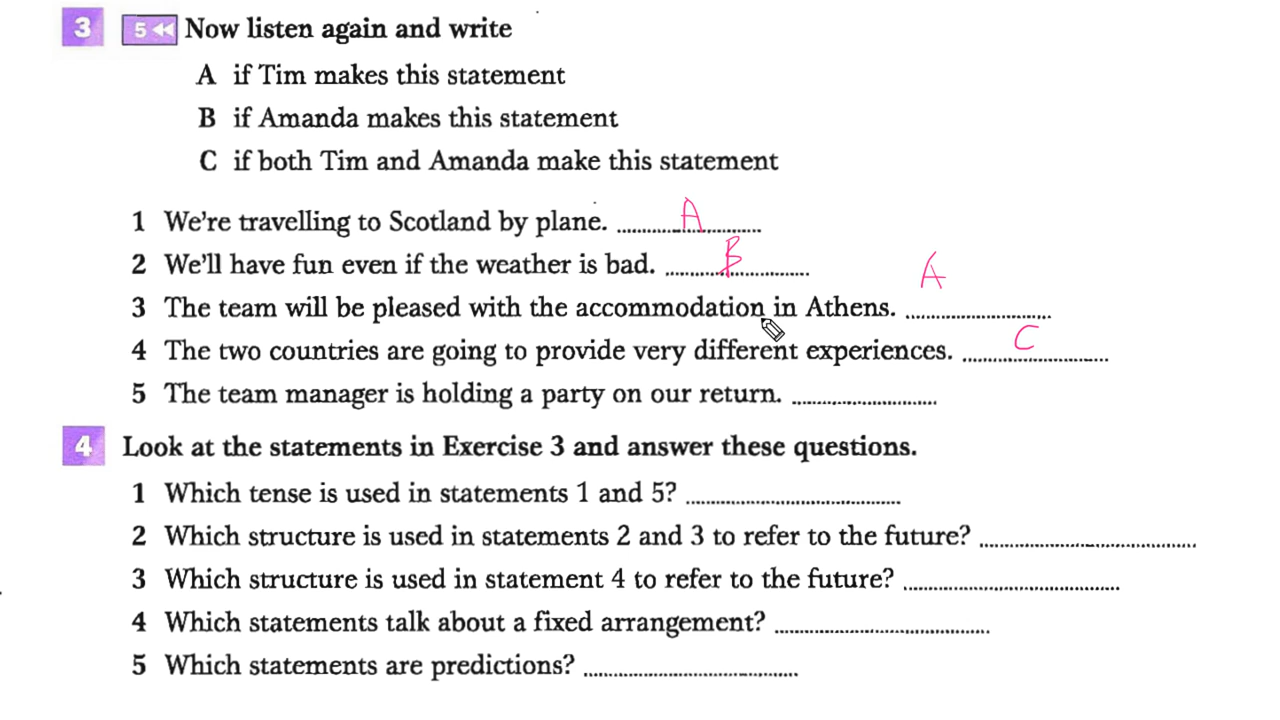 3 5 Now listen again and write
A if Tim makes this statement
B if Amanda makes this statement
C if both Tim and Amanda make this statement
1 We're travelling to Scotland by plane. .......... A ..........
2 We'll have fun even if the weather is bad. .......... B ..........
3 The team will be pleased with the accommodation in Athens. .......... A
4 The two countries are going to provide very different experiences. .......... C ..........
5 The team manager is holding a party on our return. ..........
4 Look at the statements in Exercise 3 and answer these questions.
1 Which tense is used in statements 1 and 5? ..........
2 Which structure is used in statements 2 and 3 to refer to the future? ..........
3 Which structure is used in statement 4 to refer to the future? ..........
4 Which statements talk about a fixed arrangement? ..........
5 Which statements are predictions? ..........